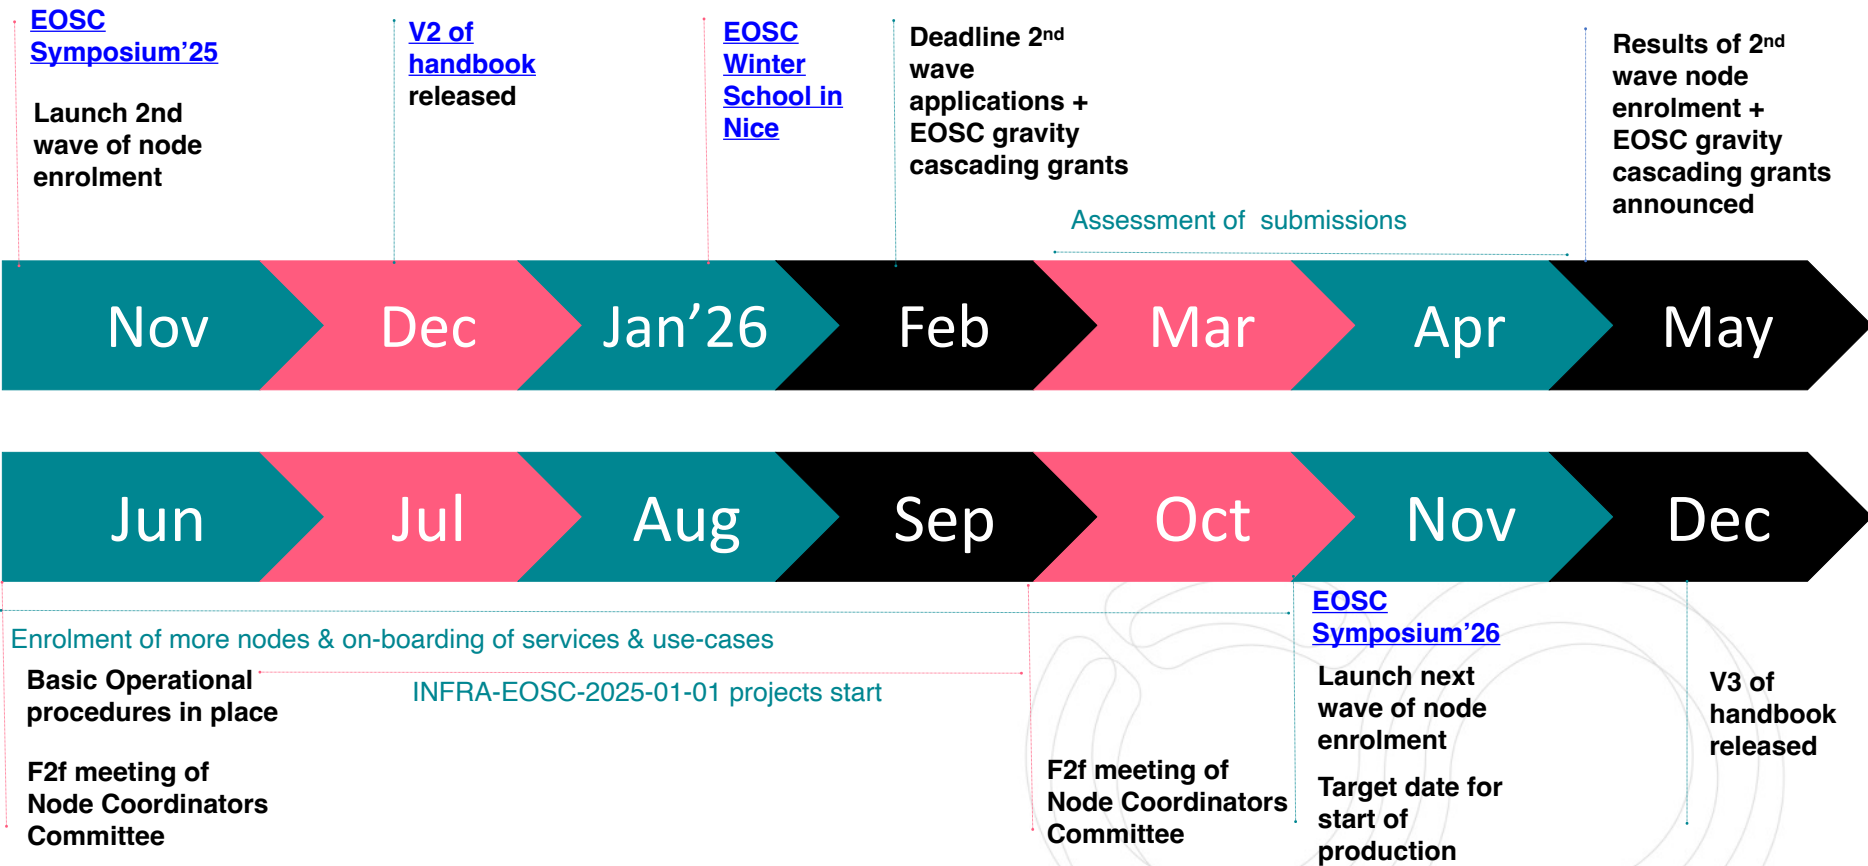 EOSC
Symposium’25
Launch 2nd
wave of node
enrolment
V2 of
handbook
released
EOSC
Winter
School in
Nice
Deadline 2nd
wave
applications +
EOSC gravity
cascading grants
Assessment of submissions
Results of 2nd
wave node
enrolment +
EOSC gravity
cascading grants
announced
Nov
Dec
Jan’26
Feb
Mar
Apr
May
Jun
Jul
Aug
Sep
Oct
Nov
Dec
Enrolment of more nodes & on-boarding of services & use-cases
Basic Operational
procedures in place
INFRA-EOSC-2025-01-01 projects start
F2f meeting of
Node Coordinators
Committee
F2f meeting of
Node Coordinators
Committee
EOSC
Symposium’26
Launch next
wave of node
enrolment
Target date for
start of
production
V3 of
handbook
released